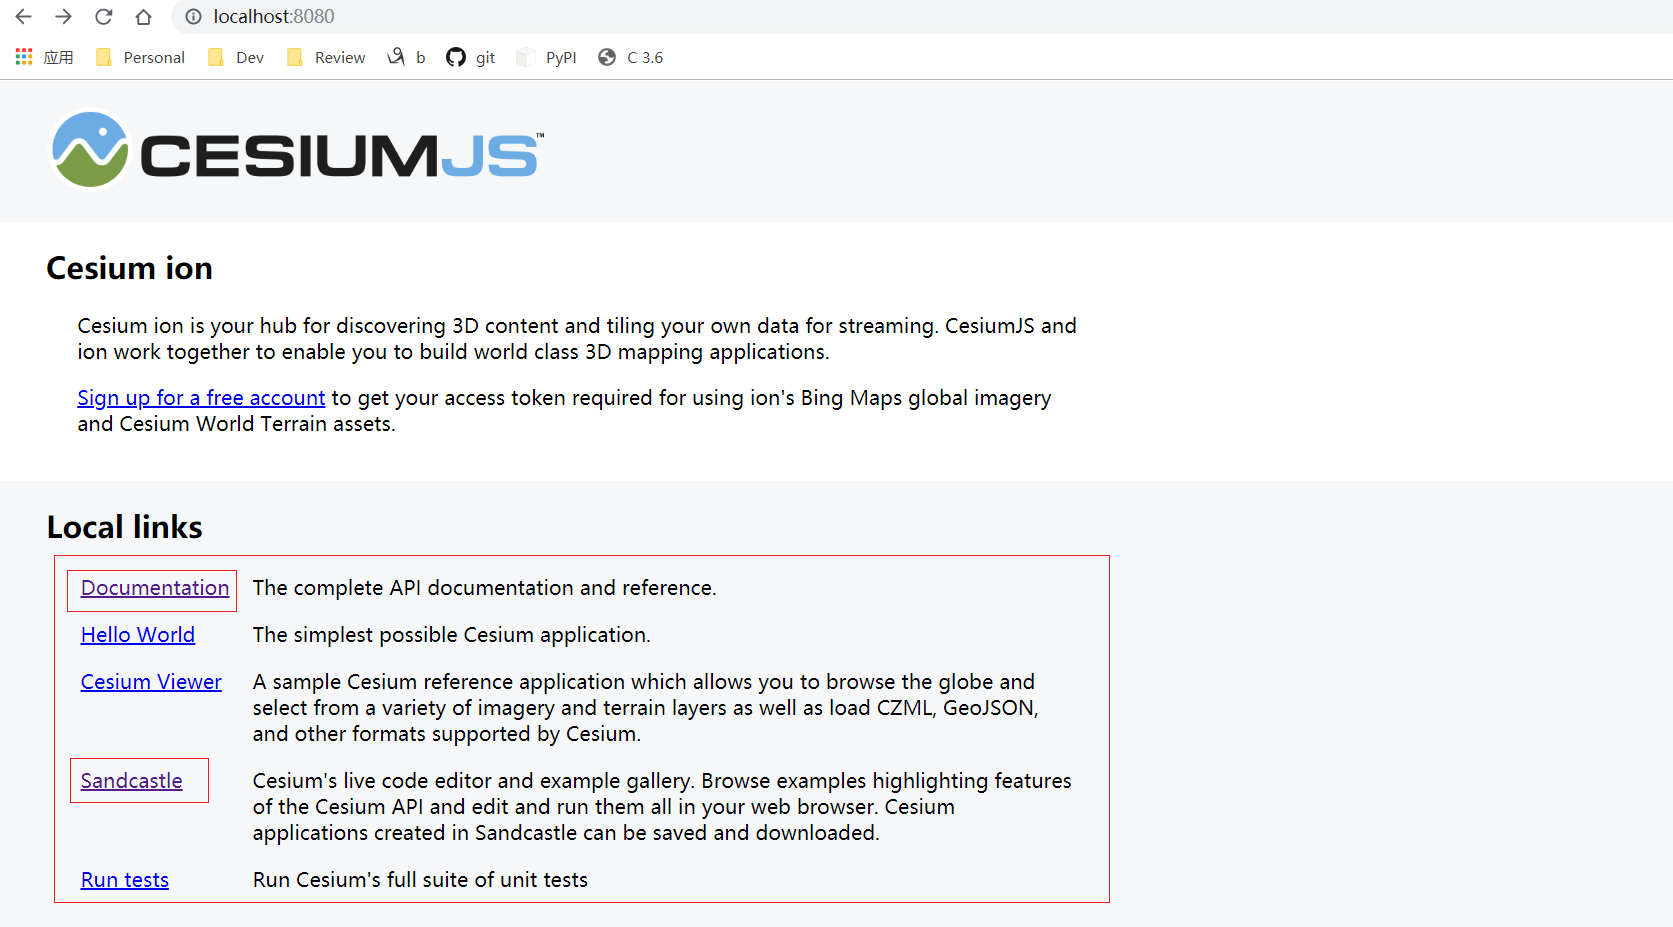 localhost:8080
应用 Personal Dev Review b git PyPI C 3.6
CESIUMJS™
Cesium ion
Cesium ion is your hub for discovering 3D content and tiling your own data for streaming. CesiumJS and
ion work together to enable you to build world class 3D mapping applications.
Sign up for a free account to get your access token required for using ion's Bing Maps global imagery
and Cesium World Terrain assets.
Local links
Documentation The complete API documentation and reference.
Hello World The simplest possible Cesium application.
Cesium Viewer A sample Cesium reference application which allows you to browse the globe and
select from a variety of imagery and terrain layers as well as load CZML, GeoJSON,
and other formats supported by Cesium.
Sandcastle Cesium's live code editor and example gallery. Browse examples highlighting features
of the Cesium API and edit and run them all in your web browser. Cesium
applications created in Sandcastle can be saved and downloaded.
Run tests Run Cesium's full suite of unit tests